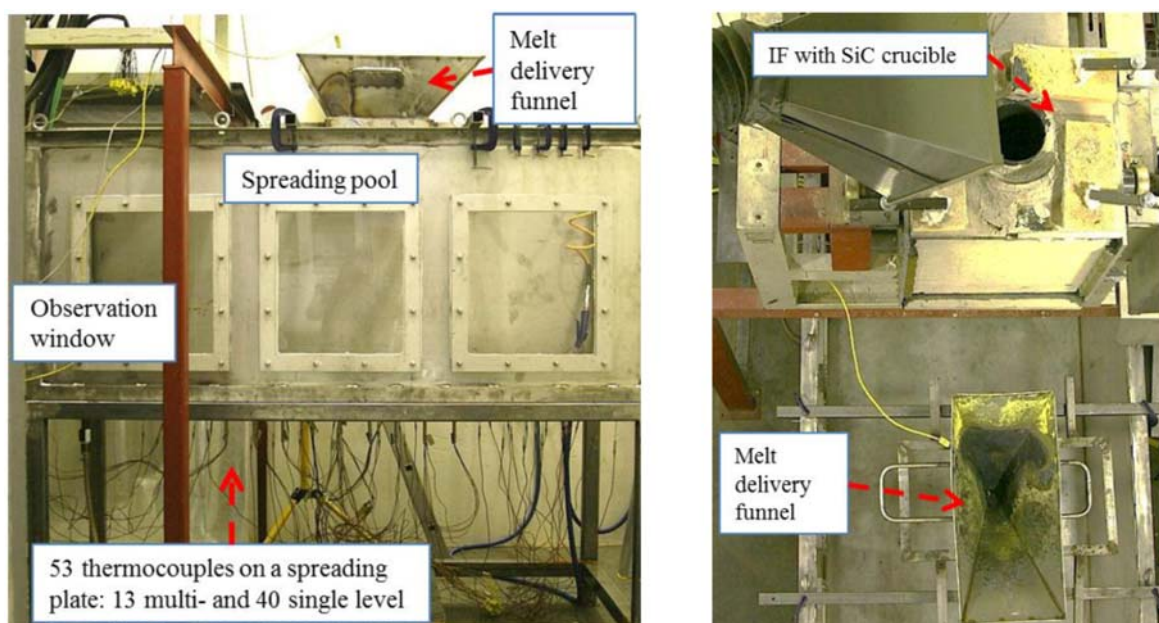 Melt
delivery
funnel
Spreading pool
Observation
window
53 thermocouples on a spreading
plate: 13 multi- and 40 single level
IF with SiC crucible
Melt
delivery
funnel